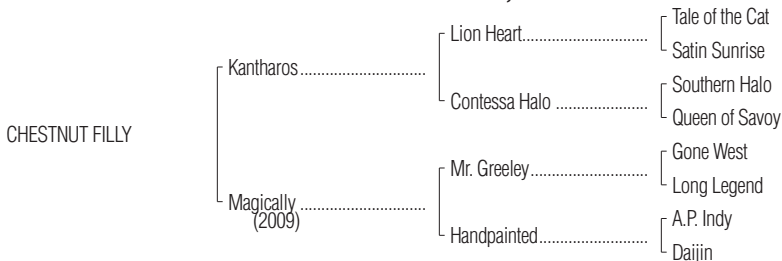 Tale of the Cat
Lion Heart..............................
Satin Sunrise
Kantharos..............................
Southern Halo
Contessa Halo ......................
Queen of Savoy
CHESTNUT FILLY
Gone West
Mr. Greeley............................
Long Legend
Magically ..............................
(2009)
A.P. Indy
Handpainted..........................
Daijin